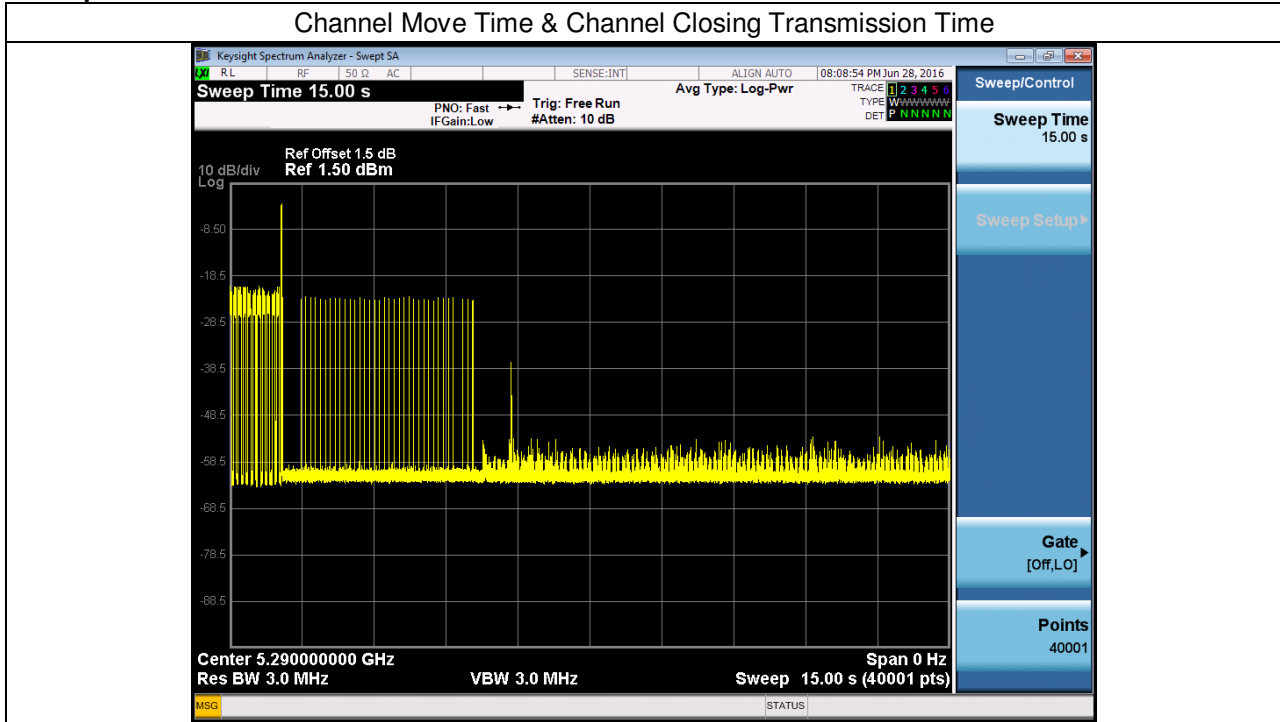 Channel Move Time & Channel Closing Transmission Time
Keysight Spectrum Analyzer - Swept SA
LXI RL RF 50 Ω AC SENSE:INT ALIGN AUTO 08:08:54 PM Jun 28, 2016
Sweep Time 15.00 s
PNO: Fast
IFGain:Low
Trig: Free Run
#Atten: 10 dB
Avg Type: Log-Pwr
TRACE 1 2 3 4 5 6
TYPE WWWWWW
DET P NNNNN
Ref Offset 1.5 dB
10 dB/div Ref 1.50 dBm
Log
-8.50
-18.5
-28.5
-38.5
-48.5
-58.5
-68.5
-78.5
-88.5
Center 5.290000000 GHz Span 0 Hz
Res BW 3.0 MHz VBW 3.0 MHz Sweep 15.00 s (40001 pts)
MSG STATUS
Sweep/Control
Sweep Time
15.00 s
Sweep Setup
Gate
[Off,LO]
Points
40001